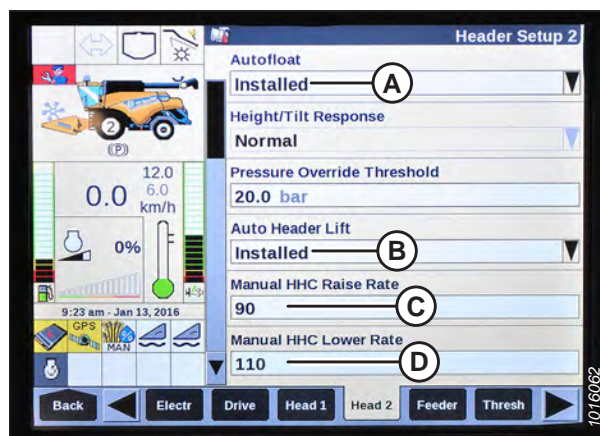 Header Setup 2
Autofloat
Installed
A
Height/Tilt Response
Normal
Pressure Override Threshold
20.0 bar
Auto Header Lift
Installed
B
Manual HHC Raise Rate
90
C
Manual HHC Lower Rate
110
D
2
(P)
12.0
0.0 6.0
km/h
0%
9:23 am - Jan 13, 2016
GPS
%
MAN
Back Electr Drive Head 1 Head 2 Feeder Thresh
1016062